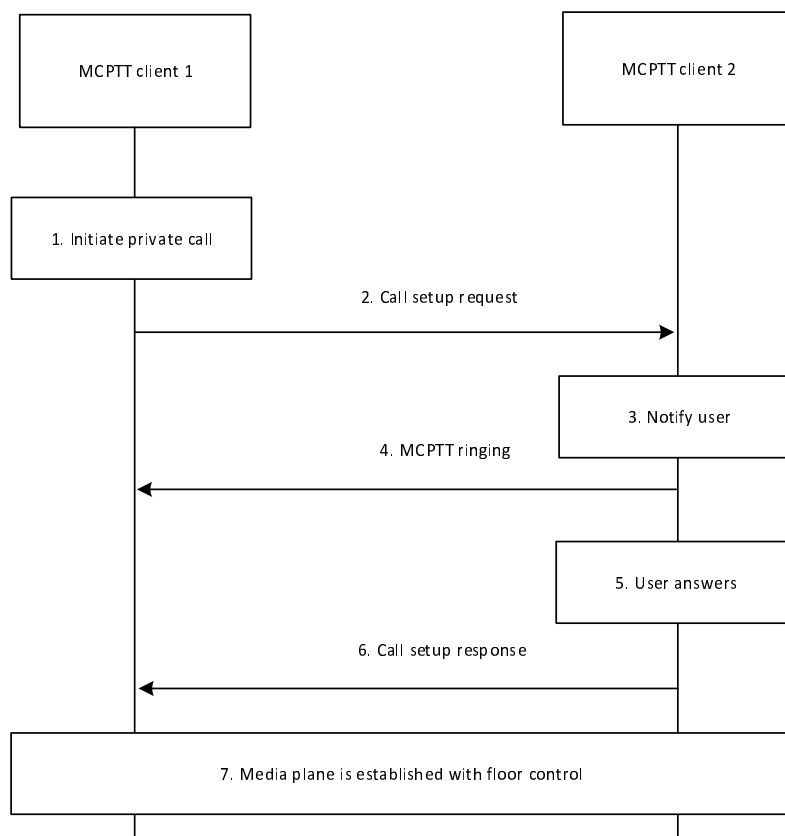 MCPTT client 1
MCPTT client 2
1. Initiate private call
2. Call setup request
3. Notify user
4. MCPTT ringing
5. User answers
6. Call setup response
7. Media plane is established with floor control